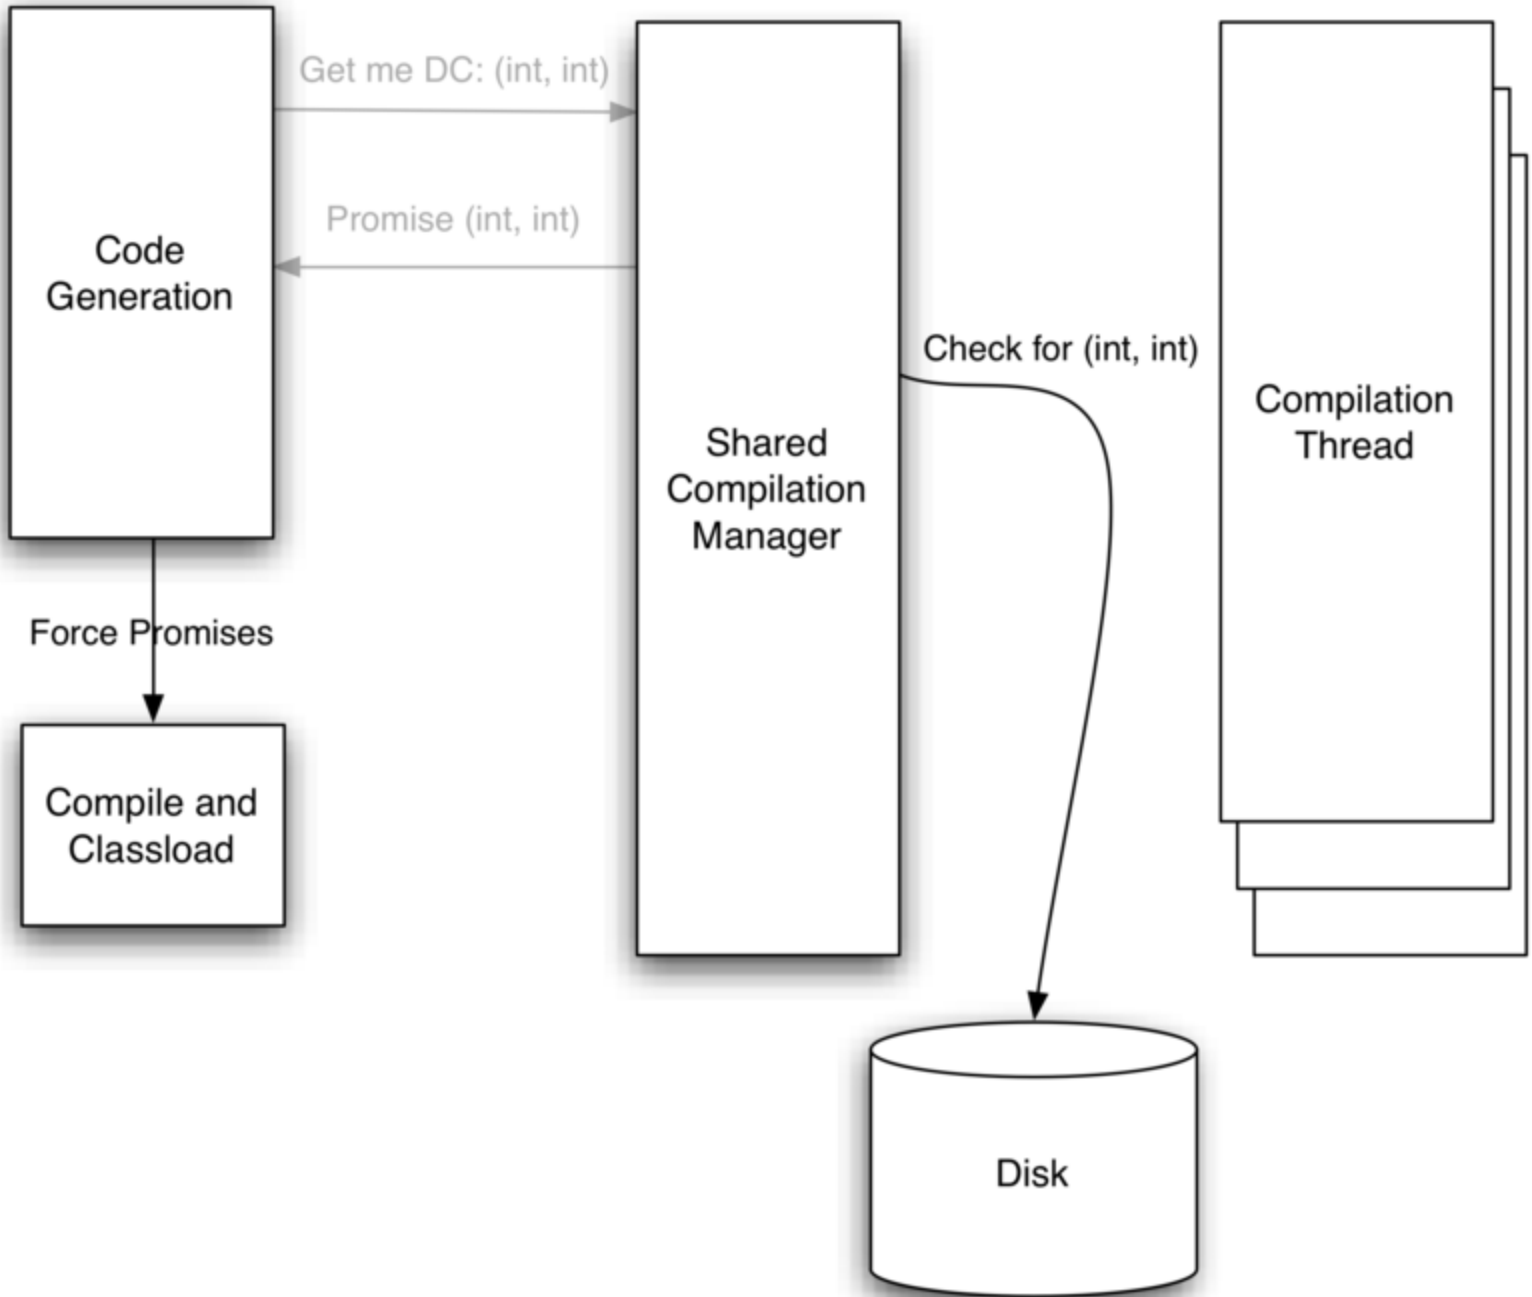 Get me DC: (int, int)
Promise (int, int)
Code
Generation
Check for (int, int)
Shared
Compilation
Manager
Compilation
Thread
Force Promises
Compile and
Classload
Disk